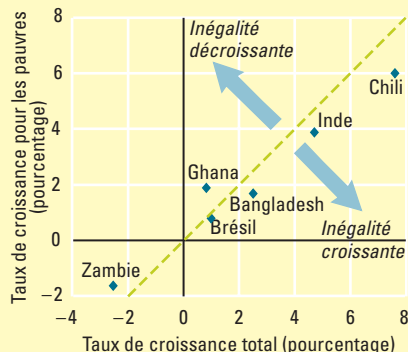 Taux de croissance pour les pauvres
(pourcentage)
8
6
4
2
0
−2
Inégalité
décroissante
Chili
Inde
Ghana
Bangladesh
Brésil
Inégalité
croissante
Zambie
−4
−2
0
2
4
6
8
Taux de croissance total (pourcentage)